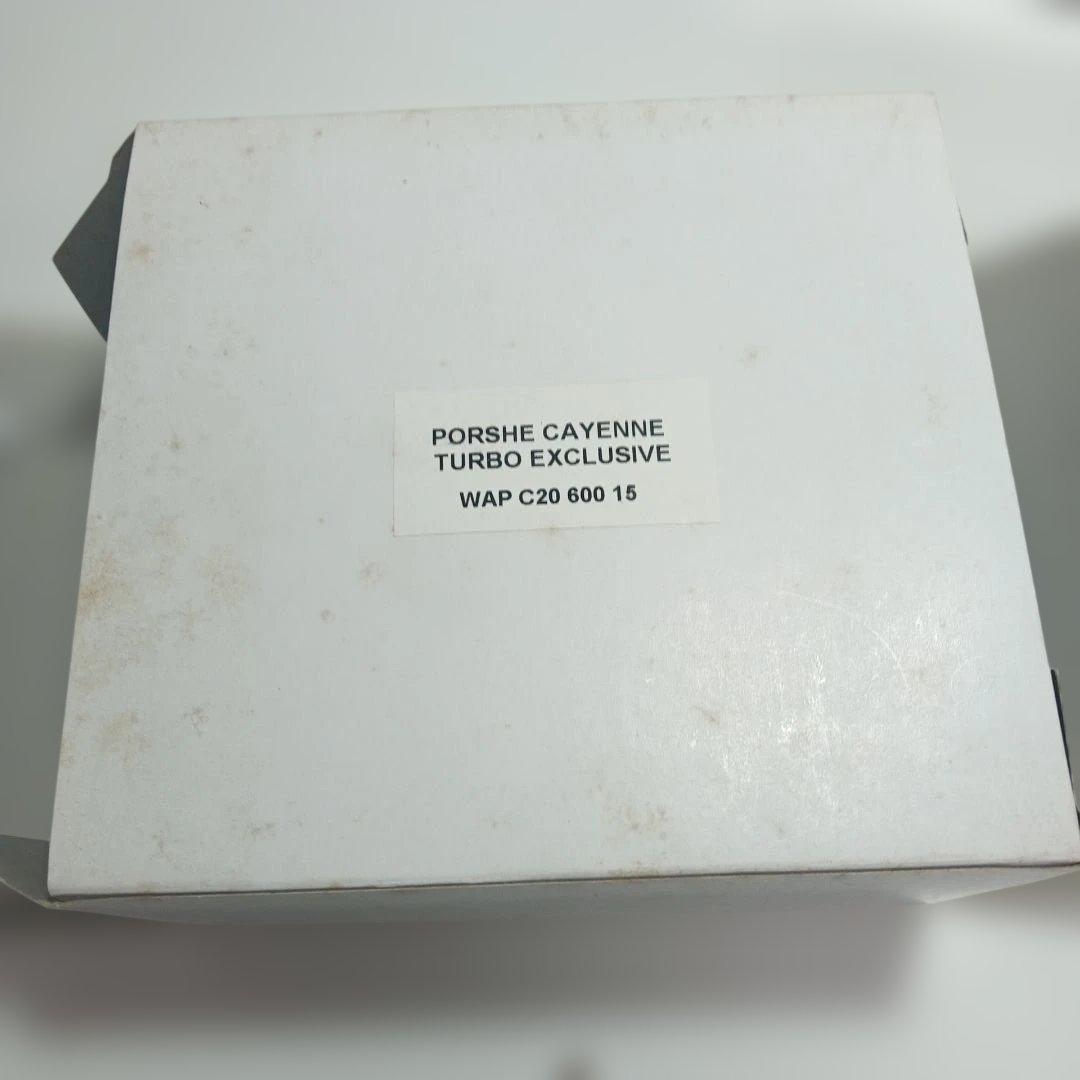 PORSHE CAYENNE
TURBO EXCLUSIVE
WAP C20 600 15